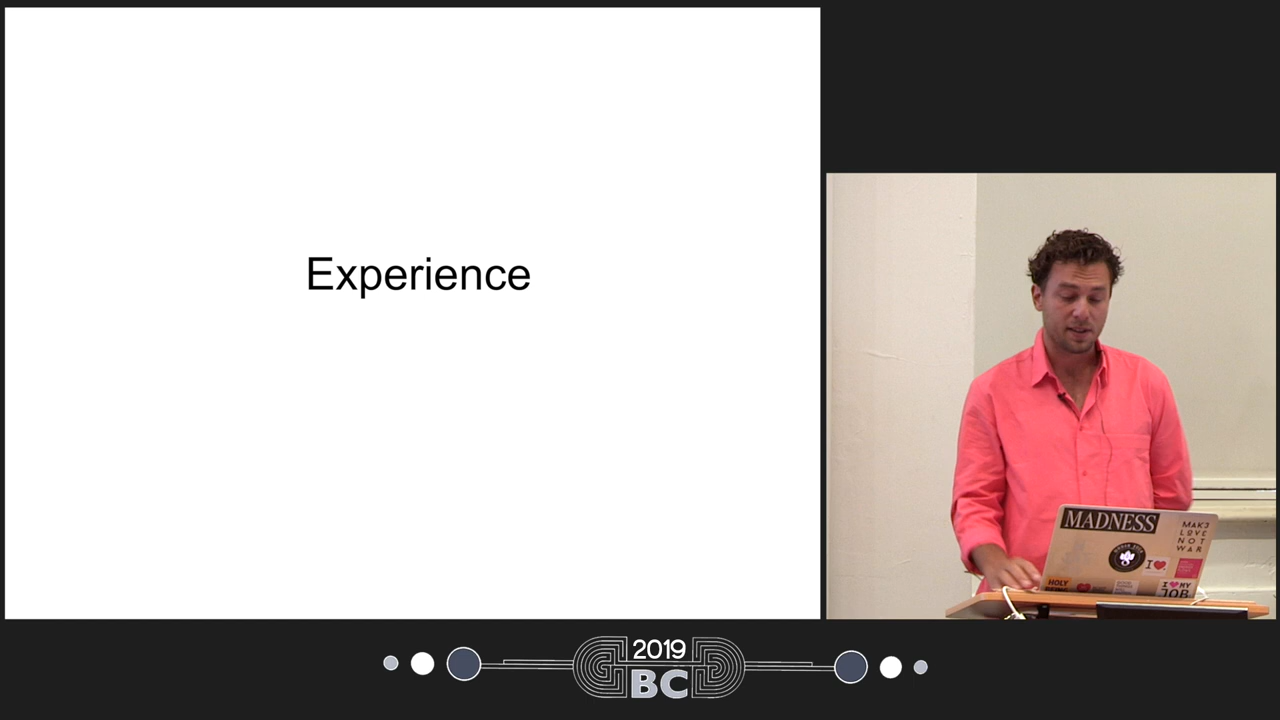 Experience
MADNESS
MAK3
LOVE
NOT
WAR
I ♥
HOLY
I ♥ MY
JOB
2019
BC